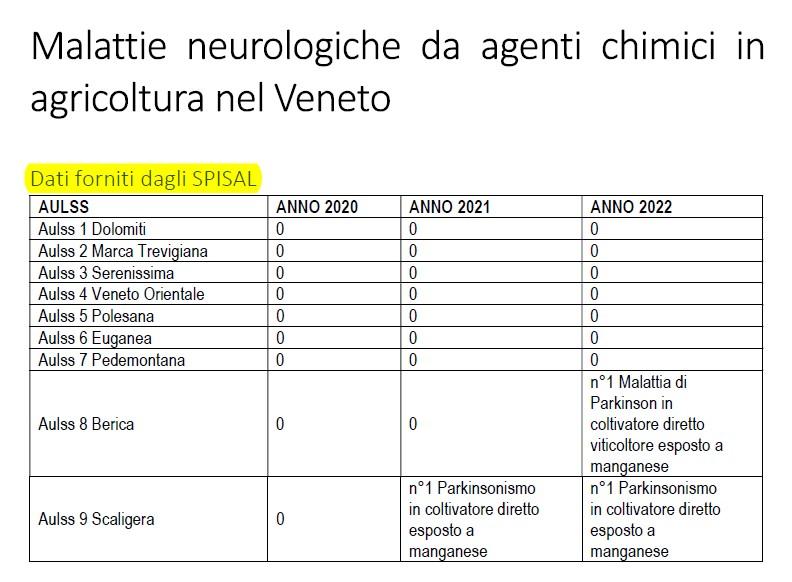 Malattie neurologiche da agenti chimici in
agricoltura nel Veneto
Dati forniti dagli SPISAL
AULSS ANNO 2020 ANNO 2021 ANNO 2022
Aulss 1 Dolomiti 0 0 0
Aulss 2 Marca Trevigiana 0 0 0
Aulss 3 Serenissima 0 0 0
Aulss 4 Veneto Orientale 0 0 0
Aulss 5 Polesana 0 0 0
Aulss 6 Euganea 0 0 0
Aulss 7 Pedemontana 0 0 0
Aulss 8 Berica 0 0
n°1 Malattia di
Parkinson in
coltivatore diretto
viticoltore esposto a
manganese
Aulss 9 Scaligera 0
n°1 Parkinsonismo
in coltivatore diretto
esposto a
manganese
n°1 Parkinsonismo
in coltivatore diretto
esposto a
manganese